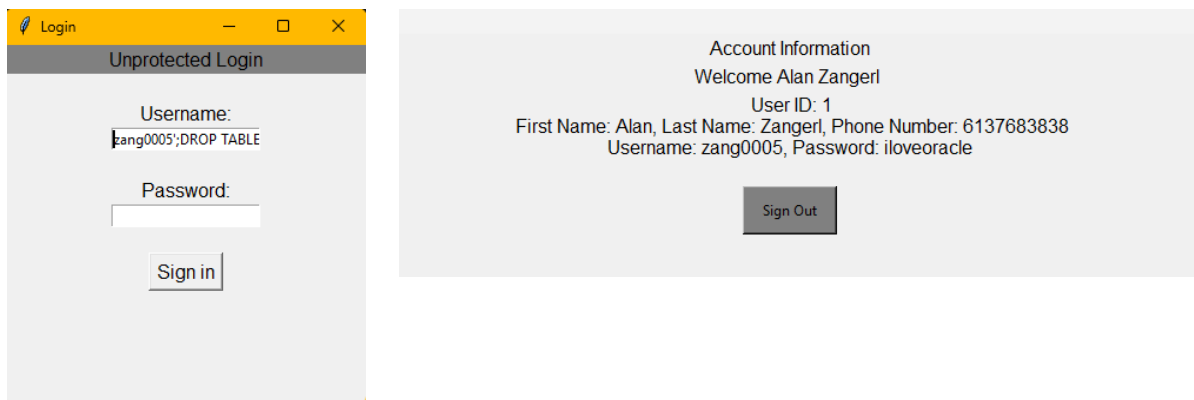 Login
Unprotected Login
Username:
zang0005';DROP TABLE
Password:
Sign in
Account Information
Welcome Alan Zangerl
User ID: 1
First Name: Alan, Last Name: Zangerl, Phone Number: 6137683838
Username: zang0005, Password: iloveoracle
Sign Out